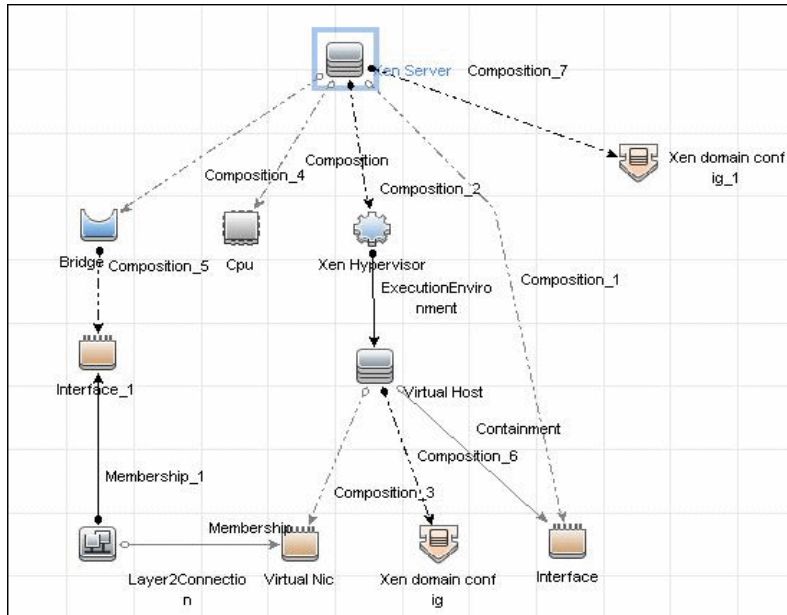 Xen Server
Composition_7
Composition
Composition_4
Composition_2
Xen domain conf
ig_1
Bridge
Composition_5
Cpu
Xen Hypervisor
ExecutionEnviro
nment
Composition_1
Interface_1
Virtual Host
Containment
Composition_6
Membership_1
Composition_3
Membership
Layer2Connectio
n
Virtual Nic
Xen domain conf
ig
Interface